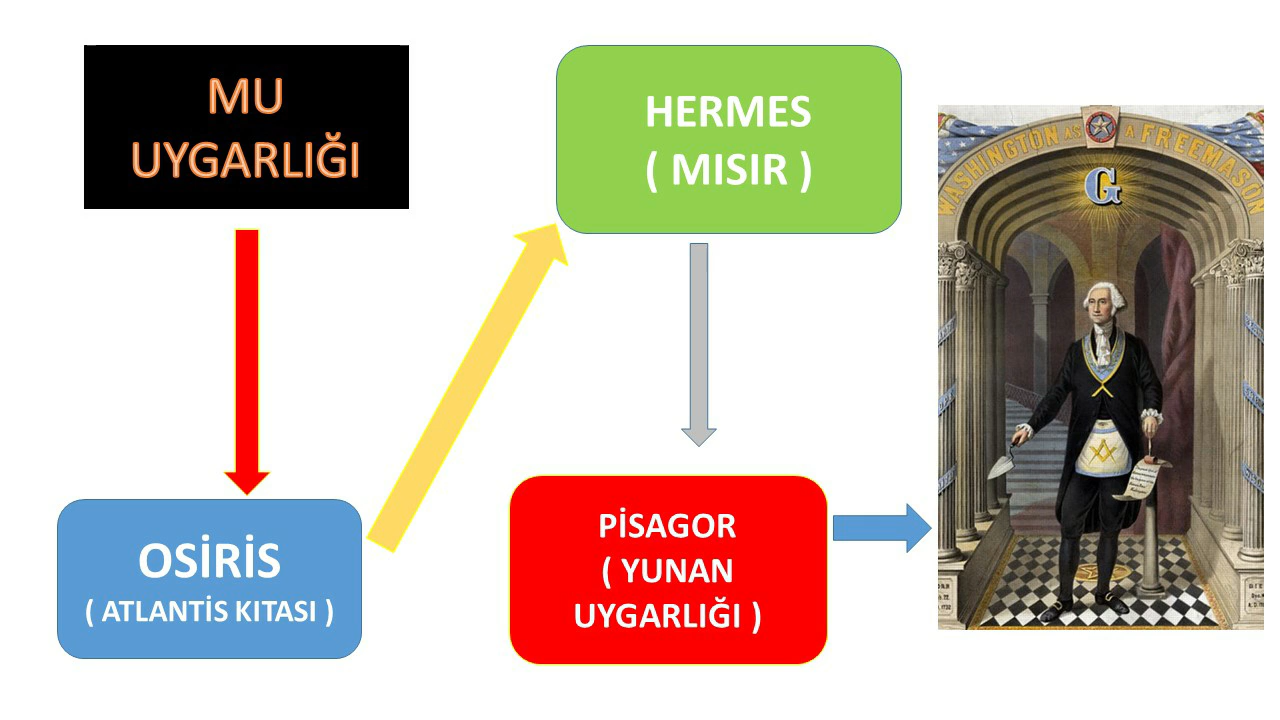 MU
UYGARLIĞI
HERMES
( MISIR )
OSİRİS
( ATLANTİS KITASI )
PİSAGOR
( YUNAN
UYGARLIĞI )
WASHINGTON AS A FREEMASON
G